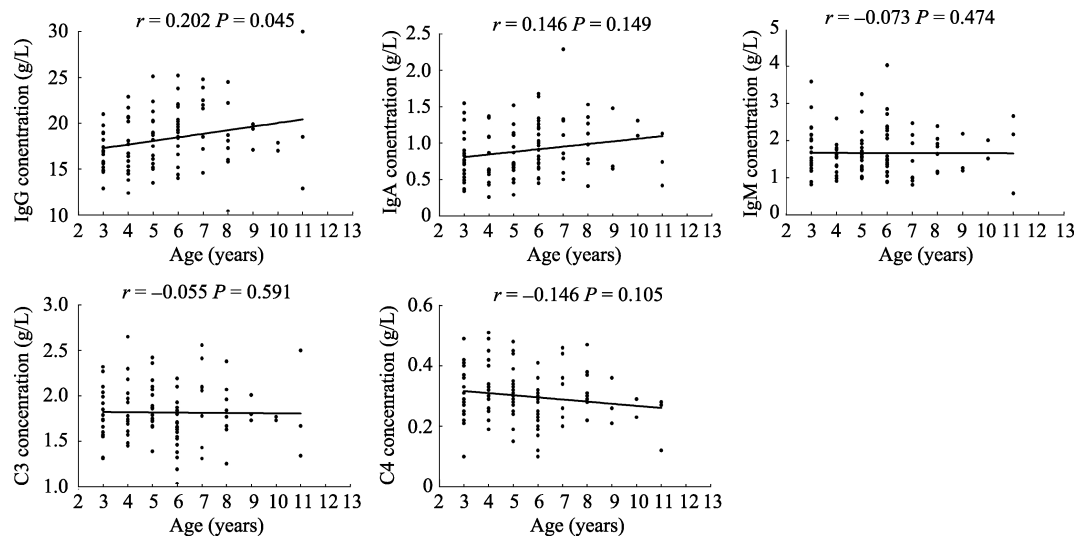 r = 0.202 P = 0.045
IgG conentration (g/L)
30
25
20
15
10
2 3 4 5 6 7 8 9 10 11 12 13
Age (years)
r = 0.146 P = 0.149
IgA conentration (g/L)
2.5
2.0
1.5
1.0
0.5
0
2 3 4 5 6 7 8 9 10 11 12 13
Age (years)
r = –0.073 P = 0.474
IgM conentration (g/L)
5
4
3
2
1
0
2 3 4 5 6 7 8 9 10 11 12 13
Age (years)
r = –0.055 P = 0.591
C3 concenration (g/L)
3.0
2.5
2.0
1.5
1.0
2 3 4 5 6 7 8 9 10 11 12 13
Age (years)
r = –0.146 P = 0.105
C4 concenration (g/L)
0.6
0.4
0.2
0
2 3 4 5 6 7 8 9 10 11 12 13
Age (years)